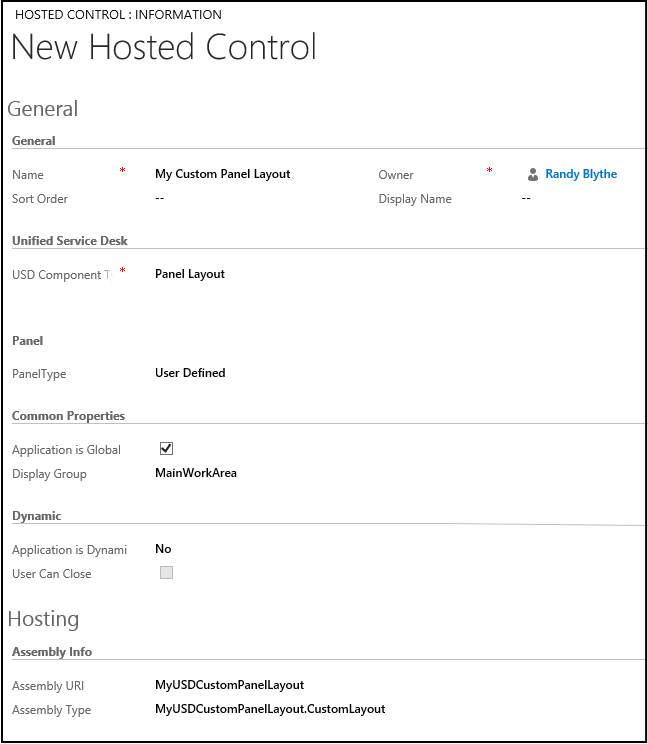 HOSTED CONTROL : INFORMATION
New Hosted Control
General
General
Name * My Custom Panel Layout Owner * Randy Blythe
Sort Order -- Display Name --
Unified Service Desk
USD Component T * Panel Layout
Panel
PanelType User Defined
Common Properties
Application is Global
Display Group MainWorkArea
Dynamic
Application is Dynami No
User Can Close
Hosting
Assembly Info
Assembly URI MyUSDCustomPanelLayout
Assembly Type MyUSDCustomPanelLayout.CustomLayout